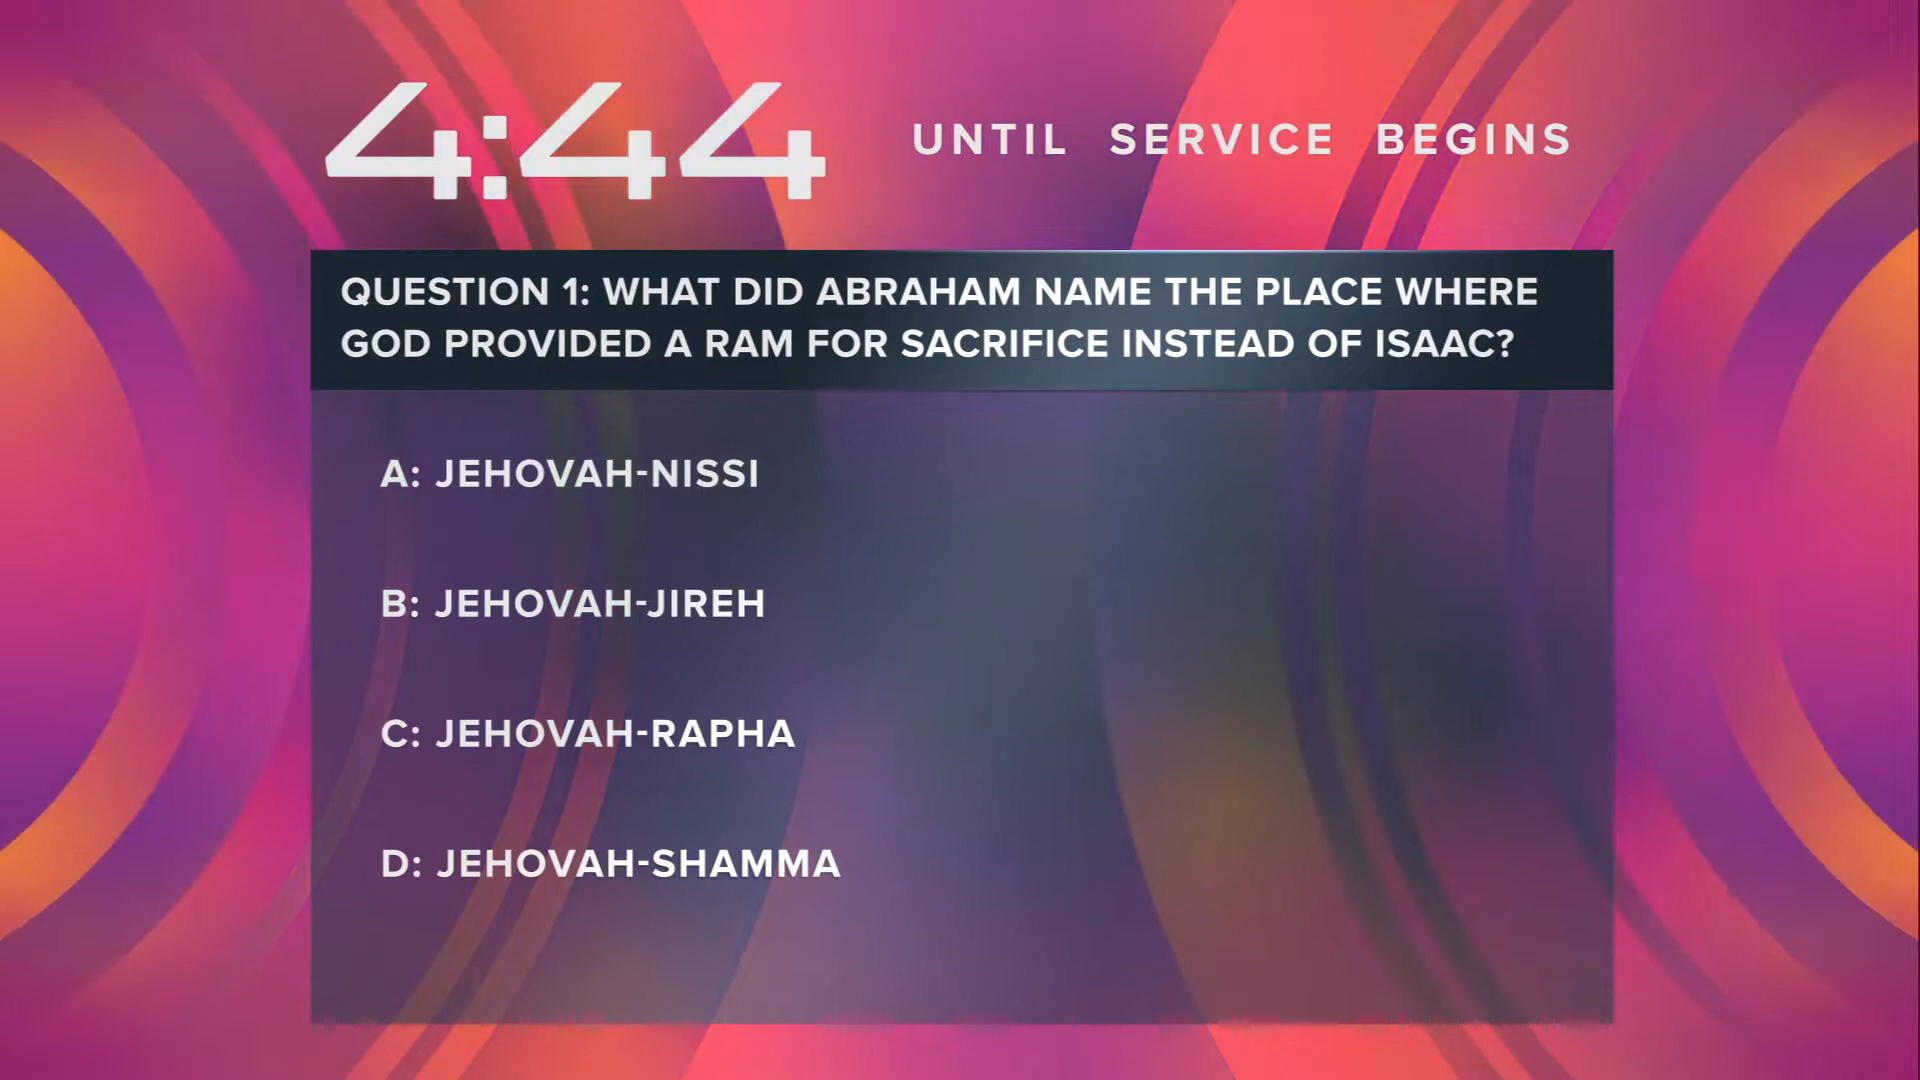 4:44 UNTIL SERVICE BEGINS
QUESTION 1: WHAT DID ABRAHAM NAME THE PLACE WHERE
GOD PROVIDED A RAM FOR SACRIFICE INSTEAD OF ISAAC?
A: JEHOVAH-NISSI
B: JEHOVAH-JIREH
C: JEHOVAH-RAPHA
D: JEHOVAH-SHAMMA